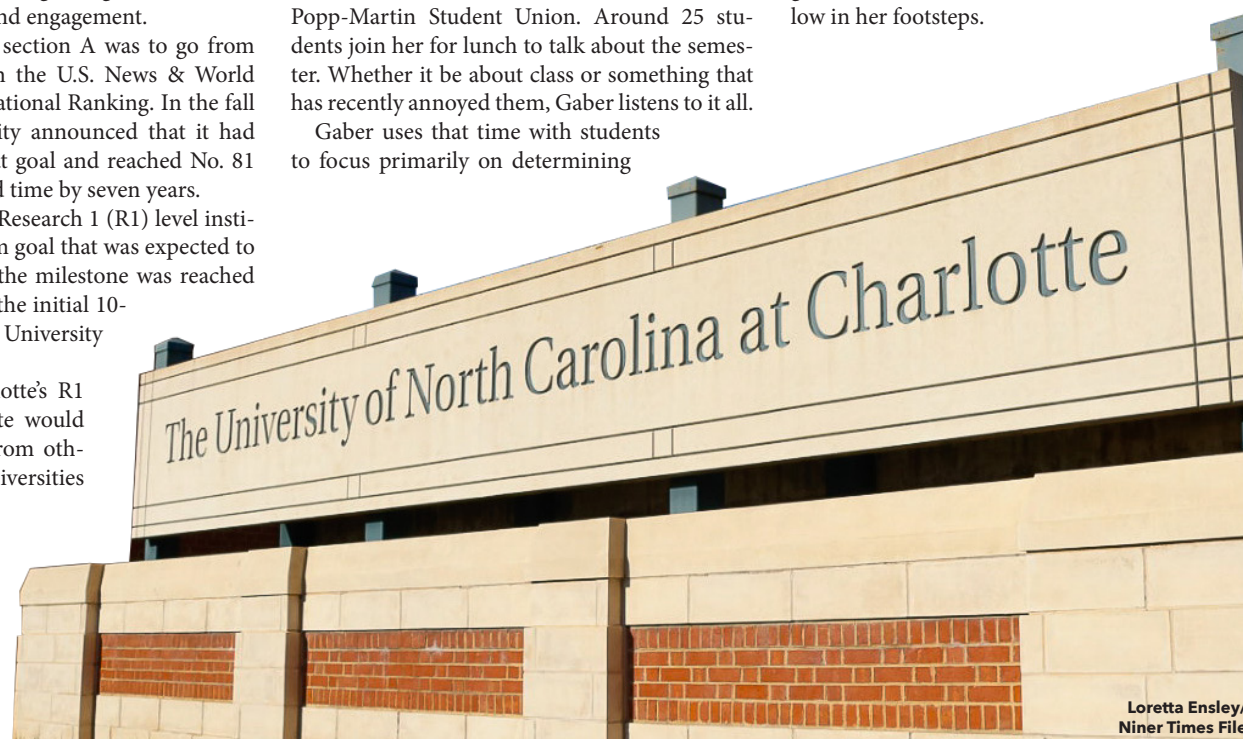 nd engagement.
section A was to go from
the U.S. News & World
ational Ranking. In the fall
ity announced that it had
t goal and reached No. 81
d time by seven years.
Research 1 (R1) level insti-
n goal that was expected to
the milestone was reached
the initial 10-
University
otte’s R1
te would
rom oth-
iversities
Popp-Martin Student Union. Around 25 stu-
dents join her for lunch to talk about the semes-
ter. Whether it be about class or something that
has recently annoyed them, Gaber listens to it all.
Gaber uses that time with students
to focus primarily on determining
low in her footsteps.
The University of North Carolina at Charlotte
Loretta Ensley/
Niner Times File